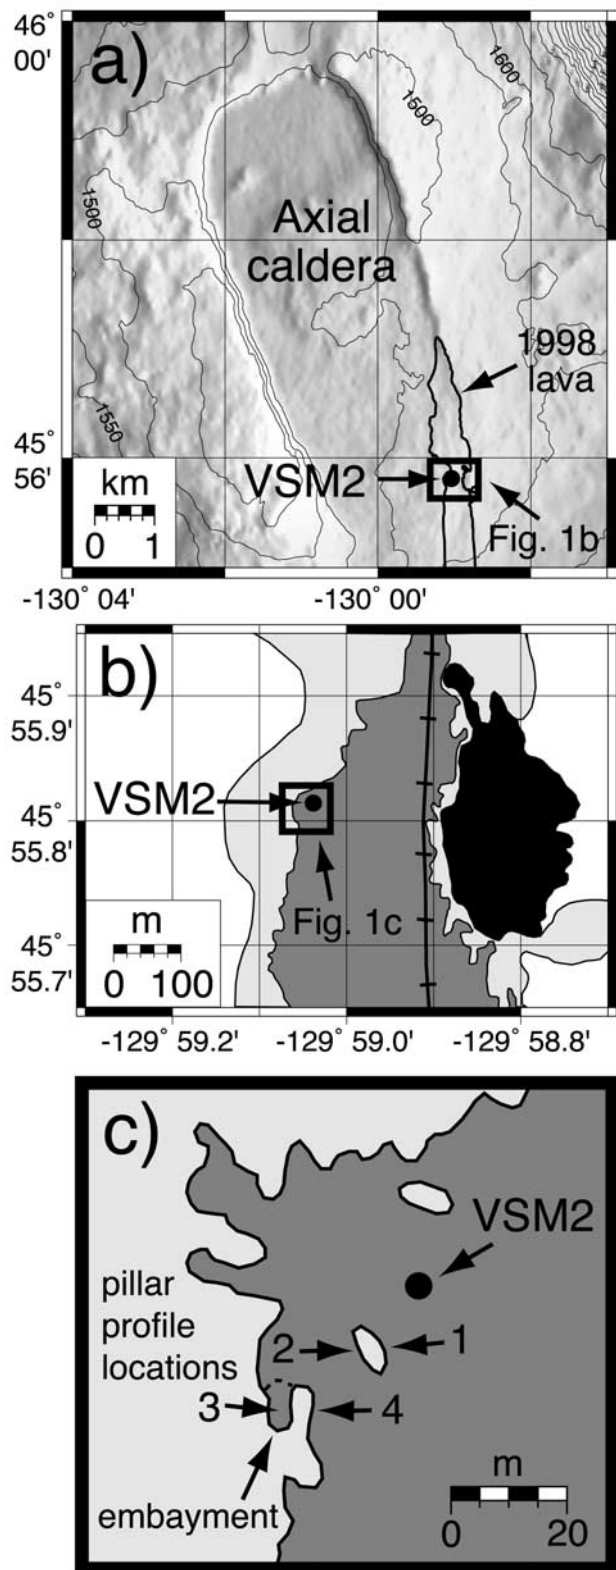 46°
00'
a)
1500
1600
1500
Axial
caldera
1998
lava
1550
45°
56'
VSM2
km
0 1
Fig. 1b
-130° 04' -130° 00'
b)
45°
55.9'
VSM2
45°
55.8'
Fig. 1c
m
0 100
45°
55.7'
-129° 59.2' -129° 59.0' -129° 58.8'
c)
VSM2
pillar
profile
locations
2 1
3 4
embayment
m
0 20